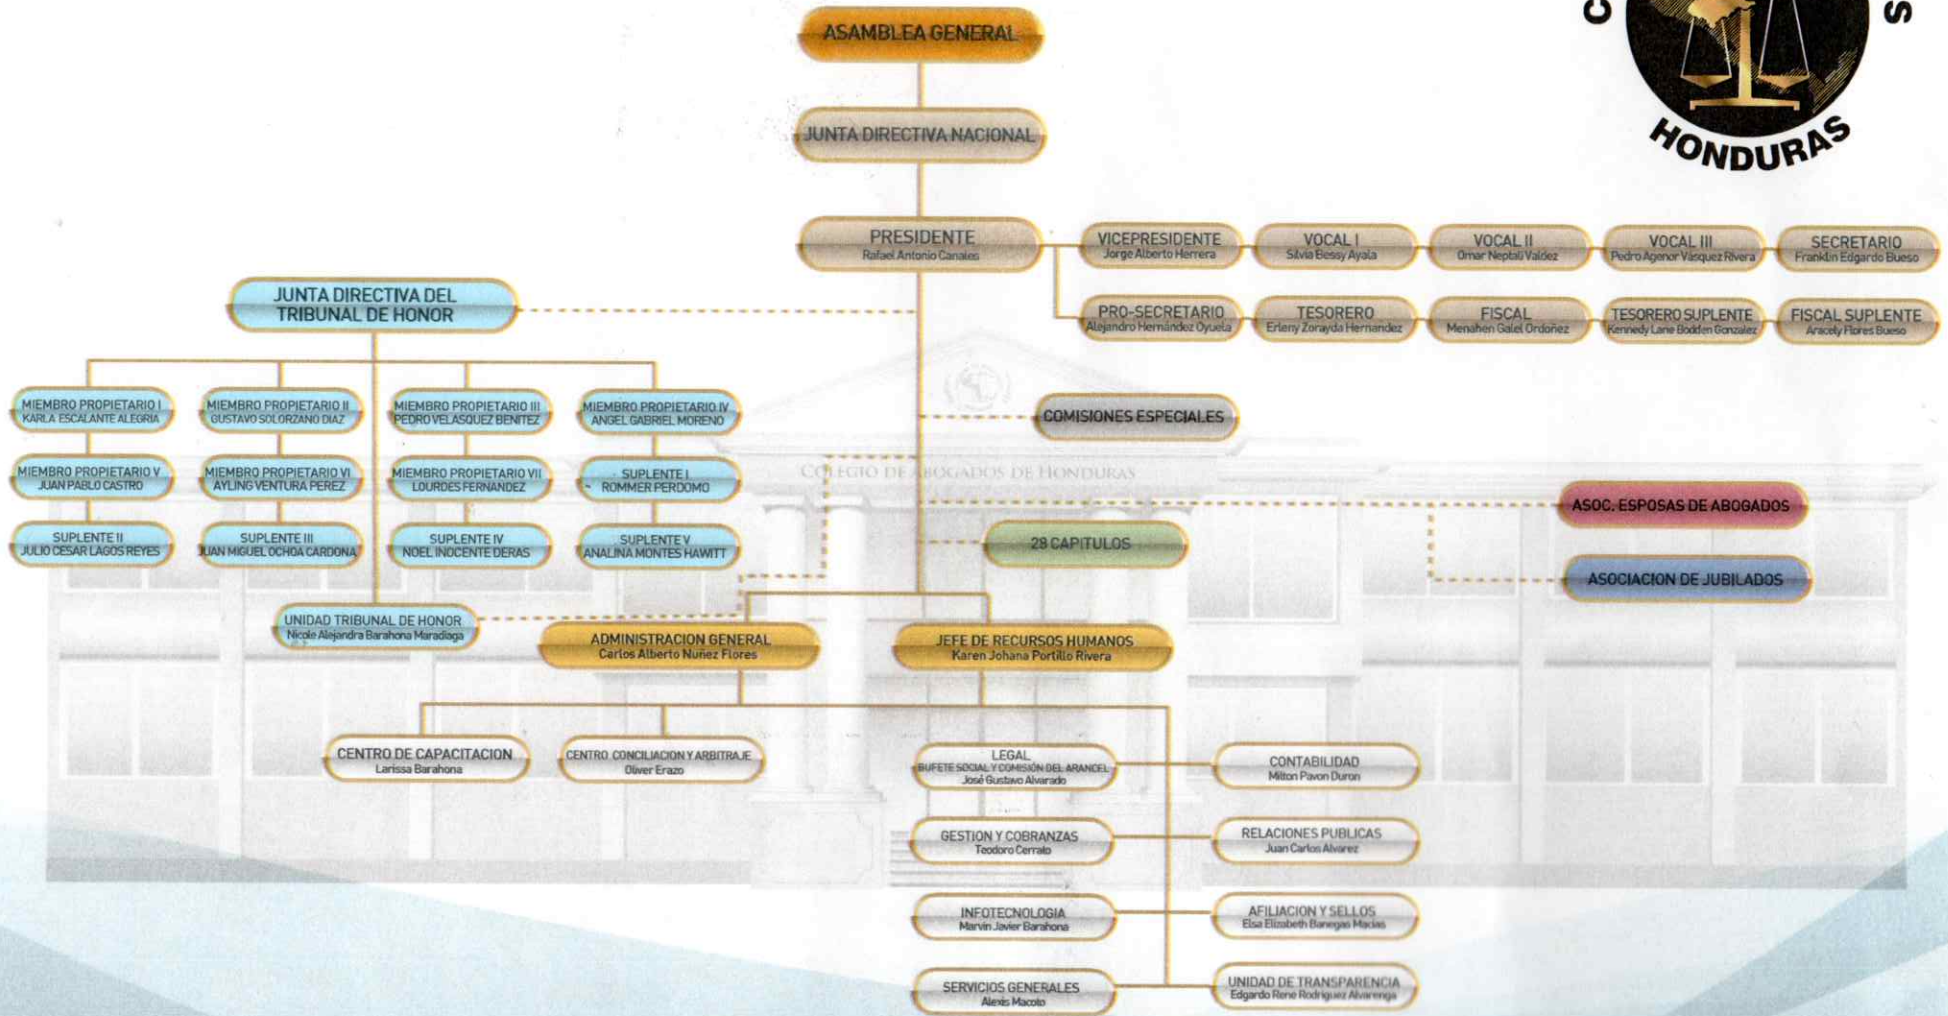 ASAMBLEA GENERAL
HONDURAS
JUNTA DIRECTIVA NACIONAL
PRESIDENTE
Rafael Antonio Canales
VICEPRESIDENTE
Jorge Alberto Herrera
VOCAL I
Silvia Bessy Ayala
VOCAL II
Omar Neptali Valdez
VOCAL III
Pedro Agenor Vásquez Rivera
SECRETARIO
Franklin Edgardo Bueso
PRO-SECRETARIO
Alejandro Hernández Oyuela
TESORERO
Erleny Zorayda Hernandez
FISCAL
Menahen Galel Ordoñez
TESORERO SUPLENTE
Kennedy Lane Bodden Gonzalez
FISCAL SUPLENTE
Aracely Flores Bueso
JUNTA DIRECTIVA DEL
TRIBUNAL DE HONOR
MIEMBRO PROPIETARIO I
KARLA ESCALANTE ALEGRIA
MIEMBRO PROPIETARIO II
GUSTAVO SOLORZANO DIAZ
MIEMBRO PROPIETARIO III
PEDRO VELASQUEZ BENITEZ
MIEMBRO PROPIETARIO IV
ANGEL GABRIEL MORENO
MIEMBRO PROPIETARIO V
JUAN PABLO CASTRO
MIEMBRO PROPIETARIO VI
AYLING VENTURA PEREZ
MIEMBRO PROPIETARIO VII
LOURDES FERNANDEZ
SUPLENTE I
ROMMER PERDOMO
SUPLENTE II
JULIO CESAR LAGOS REYES
SUPLENTE III
JUAN MIGUEL OCHOA CARDONA
SUPLENTE IV
NOEL INOCENTE DERAS
SUPLENTE V
ANALINA MONTES HAWITT
UNIDAD TRIBUNAL DE HONOR
Nicole Alejandra Barahona Maradiaga
COMISIONES ESPECIALES
COLEGIO DE ABOGADOS DE HONDURAS
ASOC. ESPOSAS DE ABOGADOS
28 CAPITULOS
ASOCIACION DE JUBILADOS
ADMINISTRACION GENERAL
Carlos Alberto Nuñez Flores
JEFE DE RECURSOS HUMANOS
Karen Johana Portillo Rivera
CENTRO DE CAPACITACION
Larissa Barahona
CENTRO CONCILIACION Y ARBITRAJE
Oliver Erazo
LEGAL
BUFETE SOCIAL Y COMISIÓN DEL ARANCEL
José Gustavo Alvarado
CONTABILIDAD
Milton Pavon Duron
GESTION Y COBRANZAS
Teodoro Cerrato
RELACIONES PUBLICAS
Juan Carlos Alvarez
INFOTECNOLOGIA
Marvin Javier Barahona
AFILIACION Y SELLOS
Elsa Elizabeth Banegas Macias
SERVICIOS GENERALES
Alexis Macoto
UNIDAD DE TRANSPARENCIA
Edgardo Rene Rodriguez Alvarenga